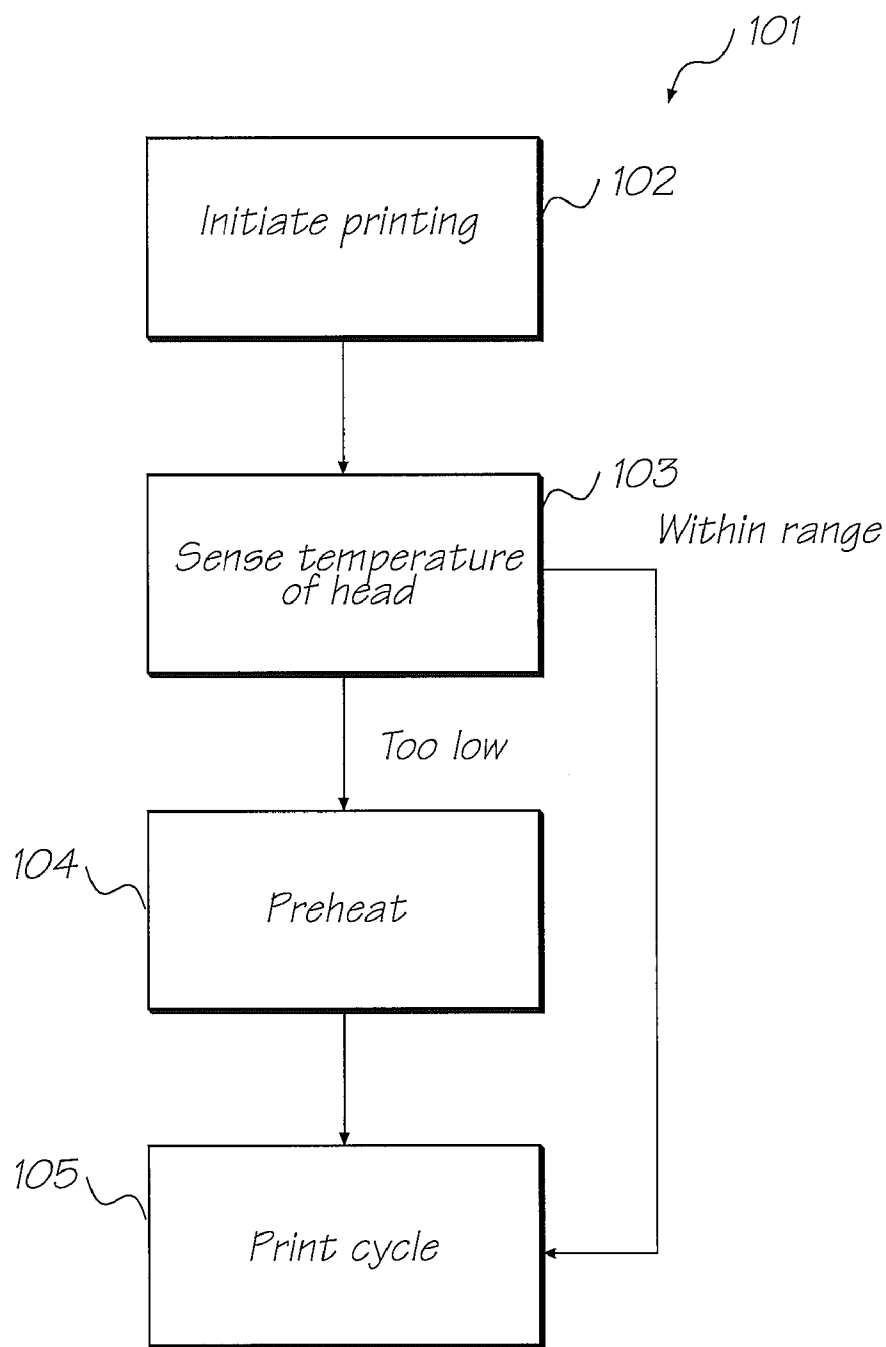 101
Initiate printing
102
103
Within range
Sense temperature
of head
Too low
104
Preheat
105
Print cycle